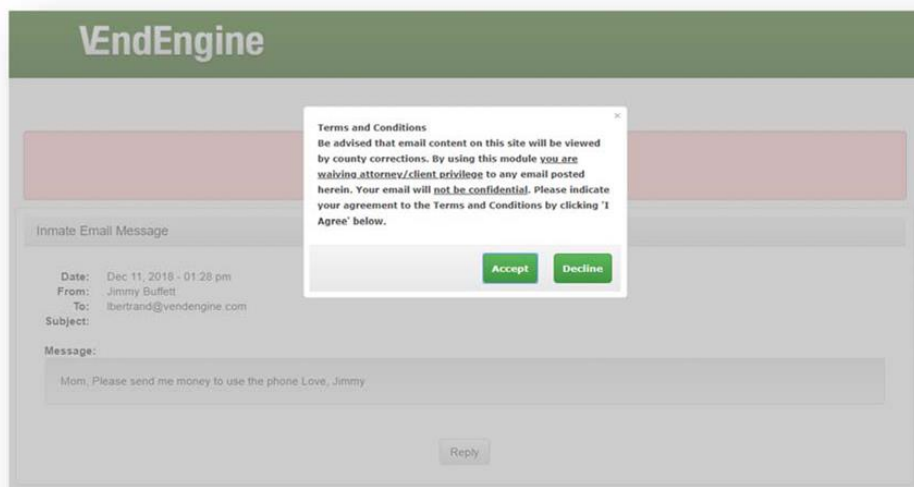 VEndEngine
×
Terms and Conditions
Be advised that email content on this site will be viewed
by county corrections. By using this module you are
waiving attorney/client privilege to any email posted
herein. Your email will not be confidential. Please indicate
your agreement to the Terms and Conditions by clicking 'I
Agree' below.
Accept Decline
Inmate Email Message
Date: Dec 11, 2018 - 01:28 pm
From: Jimmy Buffett
To: lbertrand@vendengine.com
Subject:
Message:
Mom, Please send me money to use the phone Love, Jimmy
Reply